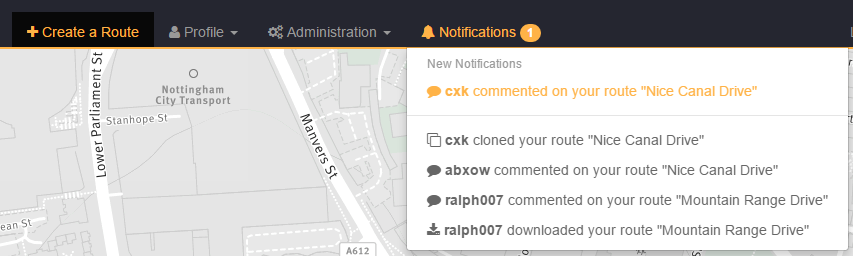 Create a Route Profile Administration Notifications 1
New Notifications
cxk commented on your route "Nice Canal Drive"
cxk cloned your route "Nice Canal Drive"
abxow commented on your route "Nice Canal Drive"
ralph007 commented on your route "Mountain Range Drive"
ralph007 downloaded your route "Mountain Range Drive"
Lower Parliament St
Nottingham
City Transport
Stanhope St
Manvers St
ean St
A612